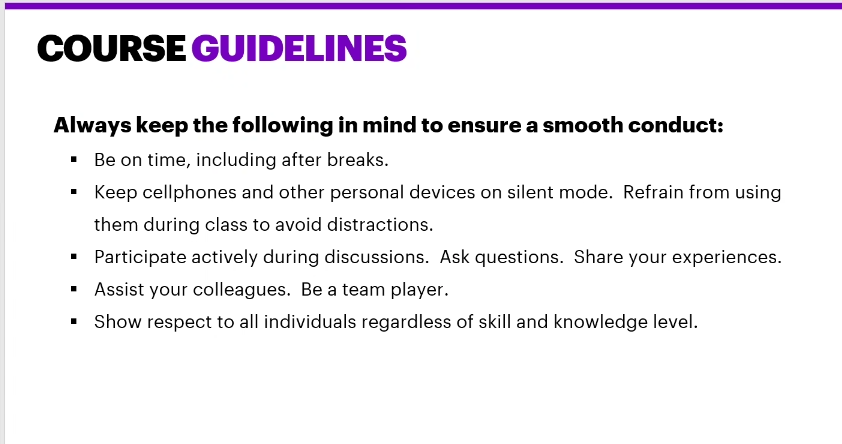 COURSE GUIDELINES
Always keep the following in mind to ensure a smooth conduct:
▪ Be on time, including after breaks.
▪ Keep cellphones and other personal devices on silent mode.  Refrain from using
them during class to avoid distractions.
▪ Participate actively during discussions.  Ask questions.  Share your experiences.
▪ Assist your colleagues.  Be a team player.
▪ Show respect to all individuals regardless of skill and knowledge level.